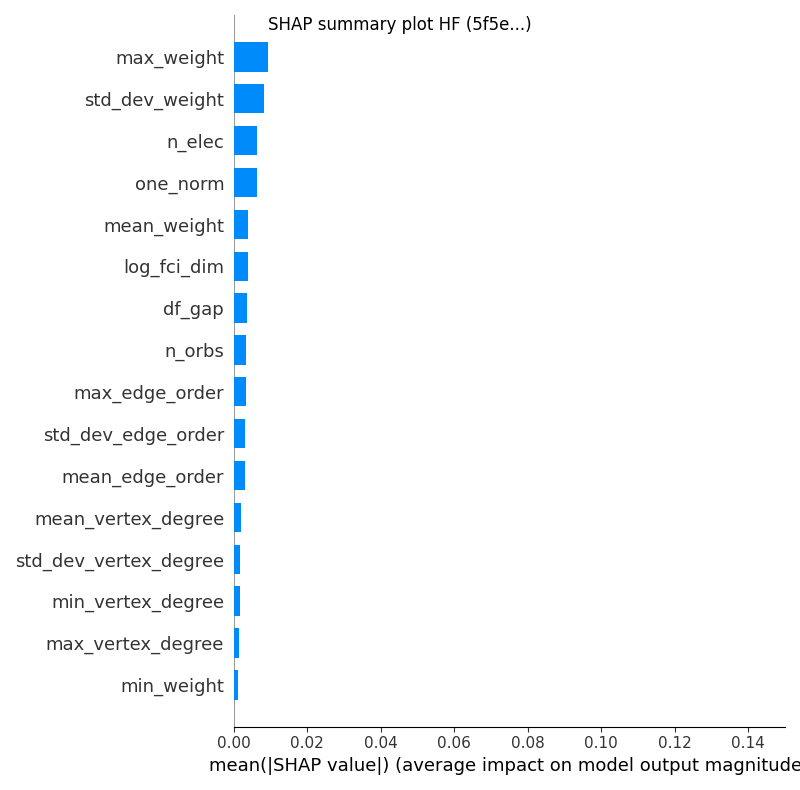 SHAP summary plot HF (5f5e...)
max_weight
std_dev_weight
n_elec
one_norm
mean_weight
log_fci_dim
df_gap
n_orbs
max_edge_order
std_dev_edge_order
mean_edge_order
mean_vertex_degree
std_dev_vertex_degree
min_vertex_degree
max_vertex_degree
min_weight
0.00 0.02 0.04 0.06 0.08 0.10 0.12 0.14
mean(|SHAP value|) (average impact on model output magnitude